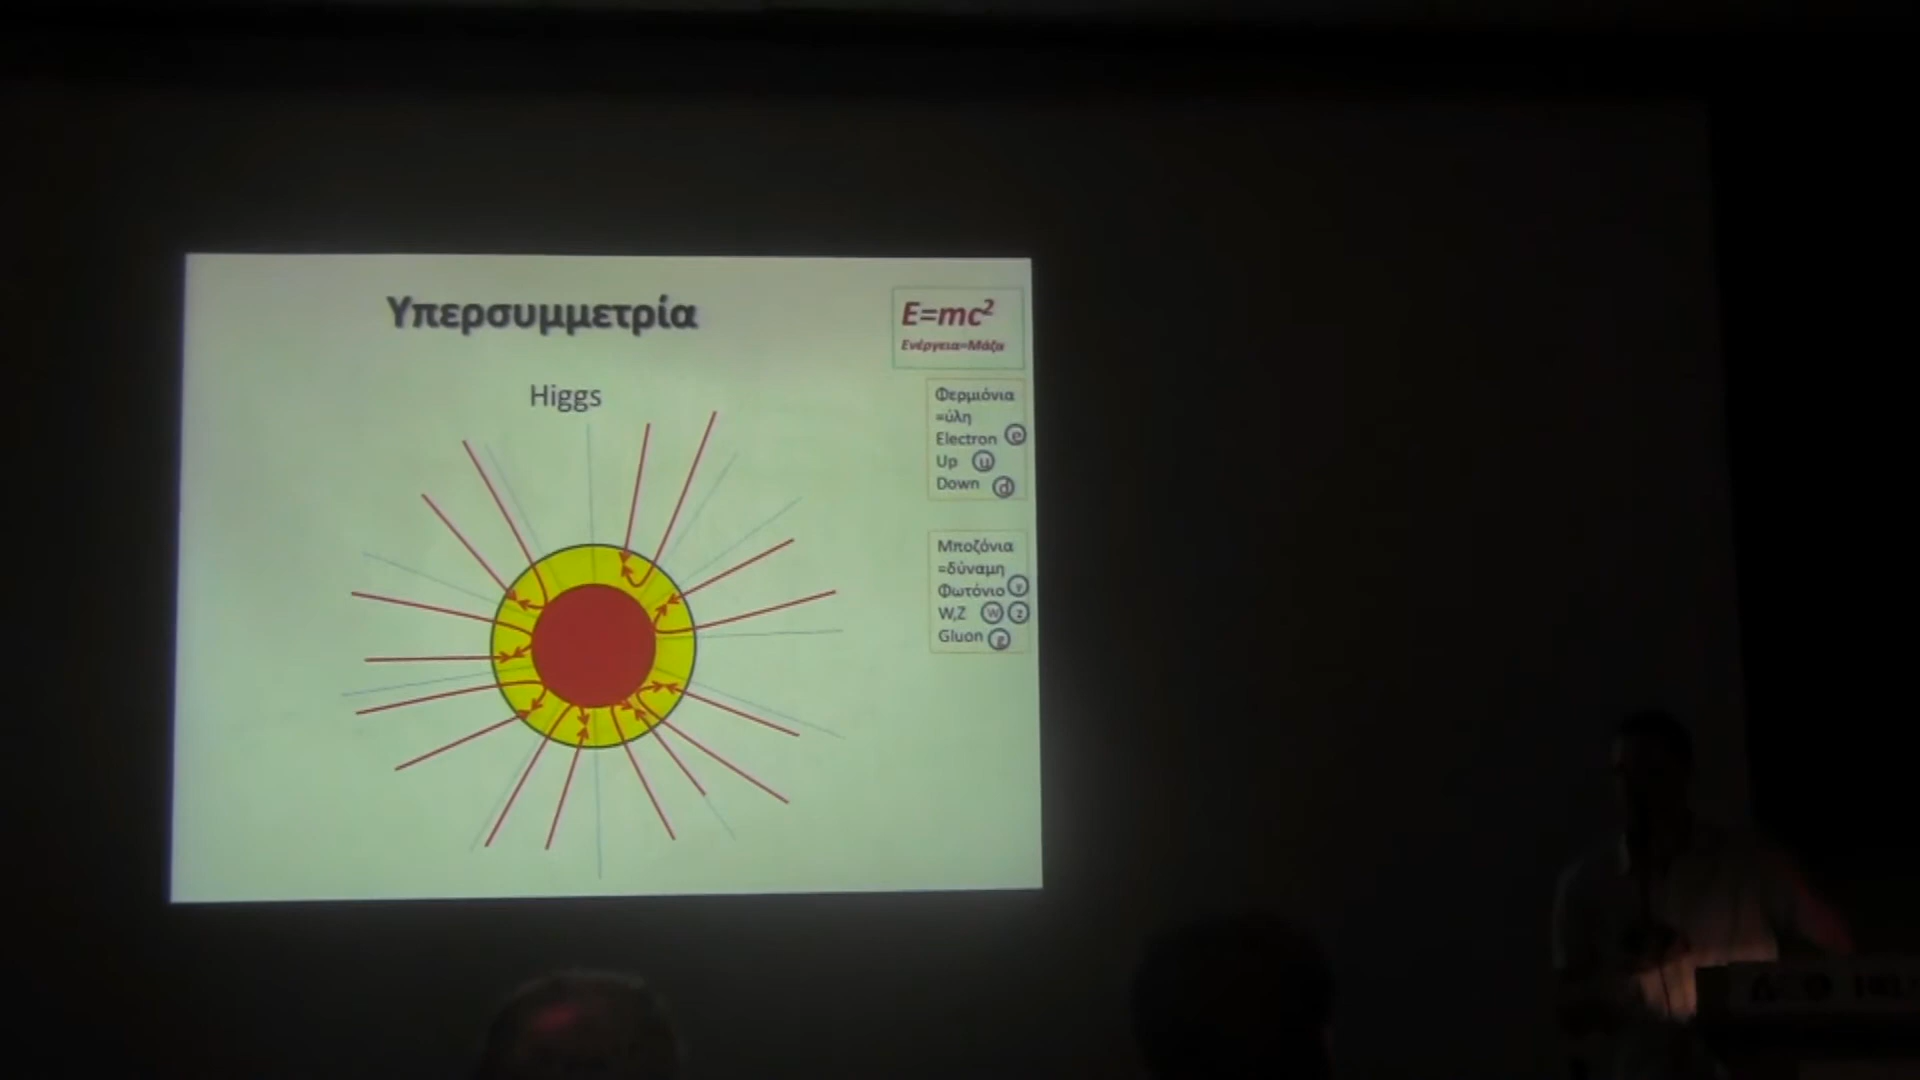 Υπερσυμμετρία
E=mc²
Ενέργεια=Μάζα
Higgs
Φερμιόνια
=ύλη
Electron e
Up u
Down d
Μποζόνια
=δύναμη
Φωτόνιο γ
W,Z W Z
Gluon g